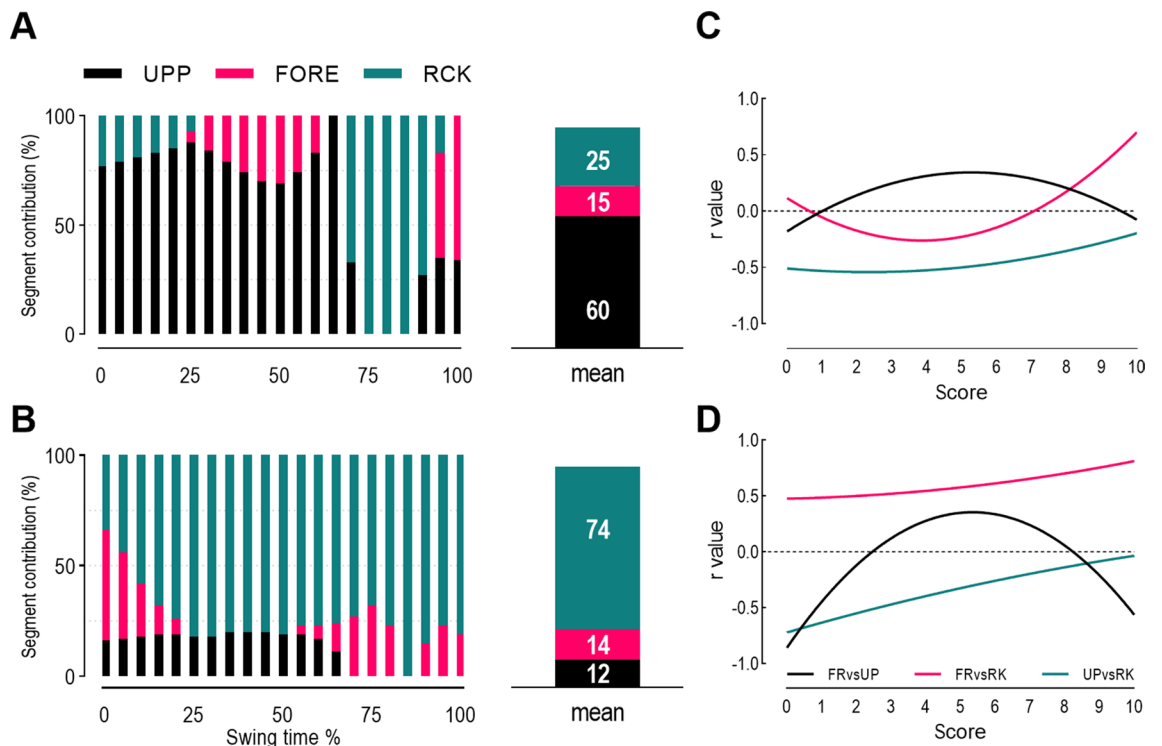 A
UPP FORE RCK
Segment contribution (%)
100
50
0
0 25 50 75 100
25
15
60
mean
C
r value
1.0
0.5
0.0
-0.5
-1.0
0 1 2 3 4 5 6 7 8 9 10
Score
B
Segment contribution (%)
100
50
0
0 25 50 75 100
Swing time %
74
14
12
mean
D
r value
1.0
0.5
0.0
-0.5
-1.0
FRvsUP FRvsRK UPvsRK
0 1 2 3 4 5 6 7 8 9 10
Score